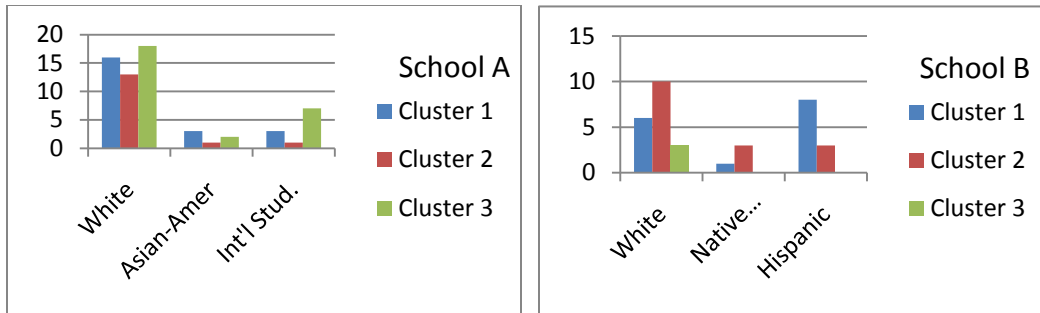 20
15
10
5
0
White
Asian-Amer
Int'l Stud.
School A
Cluster 1
Cluster 2
Cluster 3
15
10
5
0
White
Native...
Hispanic
School B
Cluster 1
Cluster 2
Cluster 3